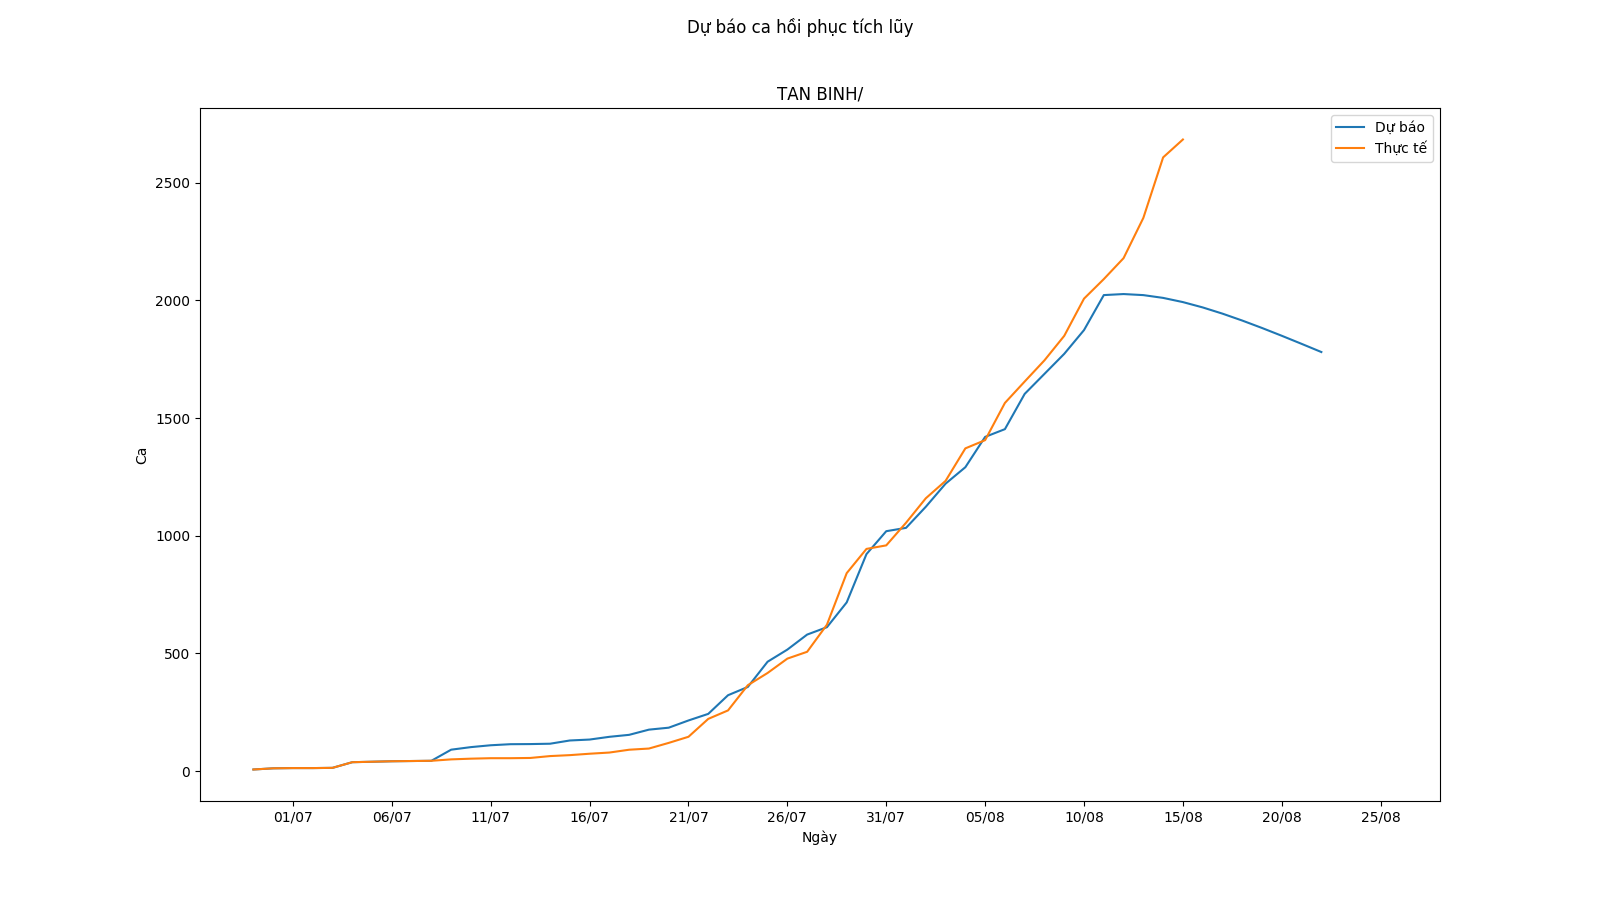 Dự báo ca hồi phục tích lũy
TAN BINH/
Dự báo
Thực tế
2500
2000
1500
1000
500
0
Ca
01/07 06/07 11/07 16/07 21/07 26/07 31/07 05/08 10/08 15/08 20/08 25/08
Ngày